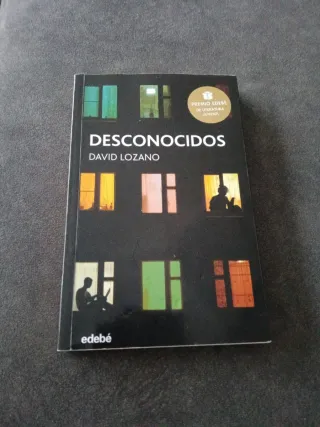 PREMIO EDEBÉ
DE LITERATURA
JUVENIL
DESCONOCIDOS
DAVID LOZANO
edebé